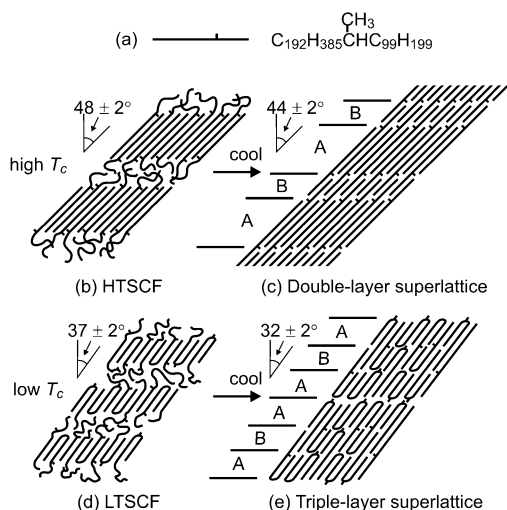 (a) C₁₉₂H₃₈₅CHC₉₉H₁₉₉
CH₃
48 ± 2°
44 ± 2°
high Tc
cool
B
A
B
A
(b) HTSCF
(c) Double-layer superlattice
37 ± 2°
32 ± 2°
low Tc
cool
A
B
A
A
B
A
(d) LTSCF
(e) Triple-layer superlattice